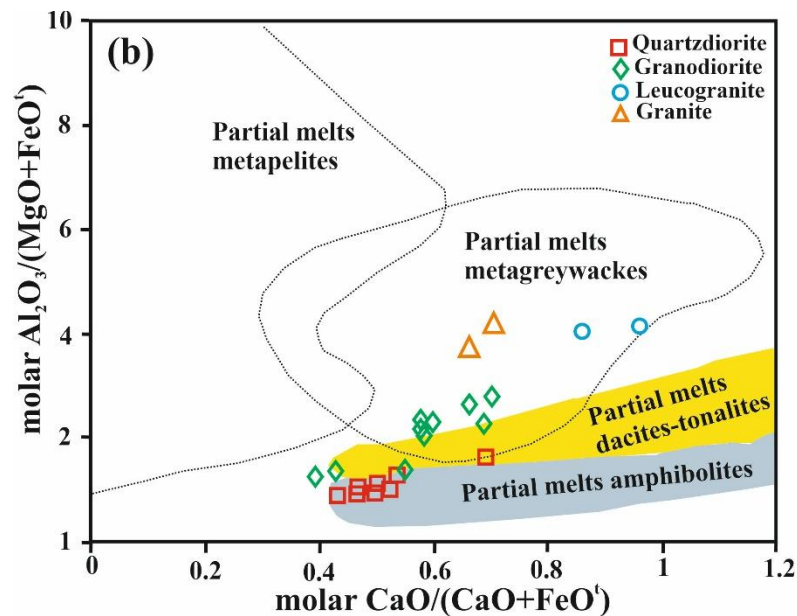 10
8
6
4
2
1
molar Al₂O₃/(MgO+FeOᵗ)
(b)
Quartzdiorite
Granodiorite
Leucogranite
Granite
Partial melts
metapelites
Partial melts
metagreywackes
Partial melts
dacites-tonalites
Partial melts amphibolites
0
0.2
0.4
0.6
0.8
1
1.2
molar CaO/(CaO+FeOᵗ)